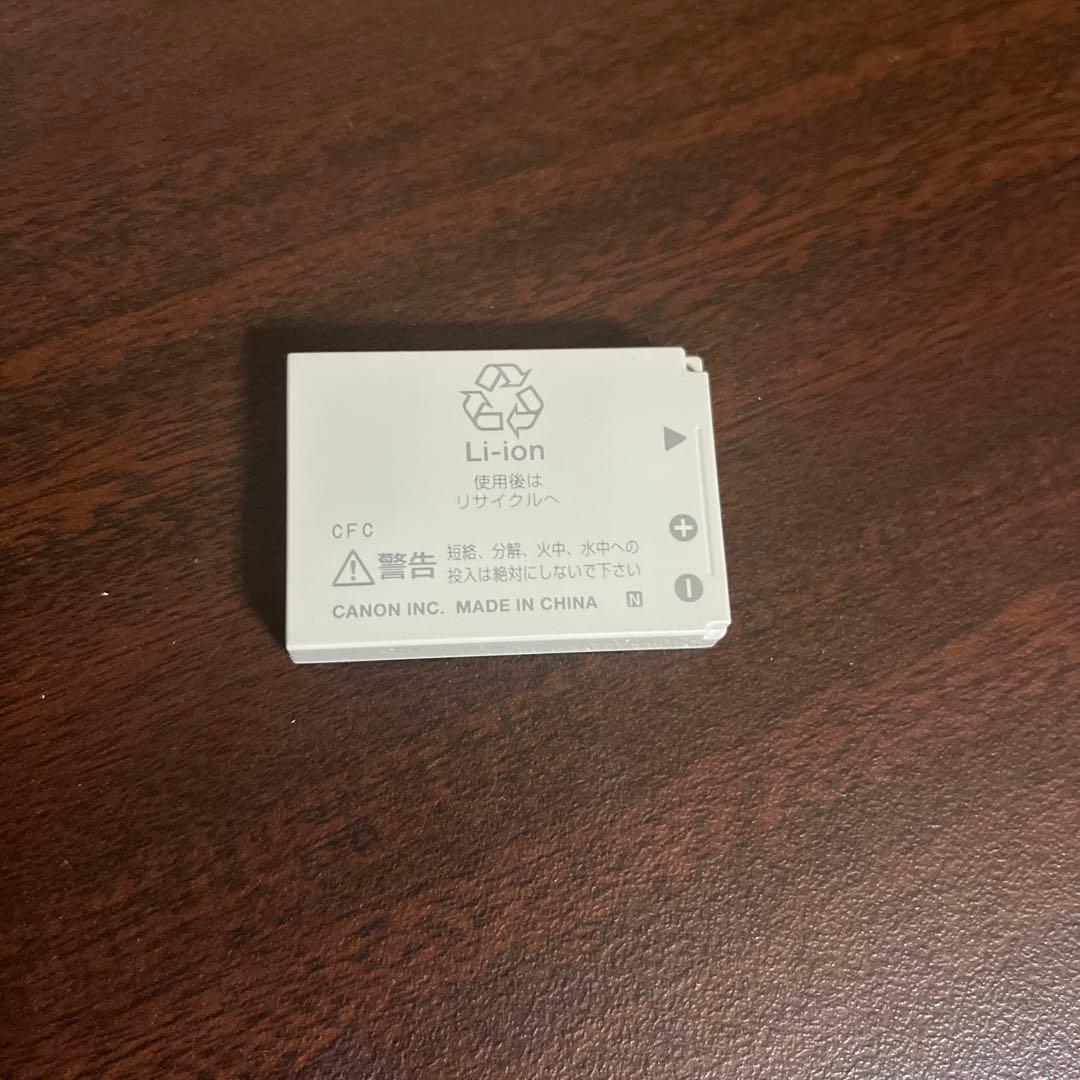 Li-ion
使用後は
リサイクルへ
CFC
警告 短絡、分解、火中、水中への
投入は絶対にしないで下さい
CANON INC. MADE IN CHINA N